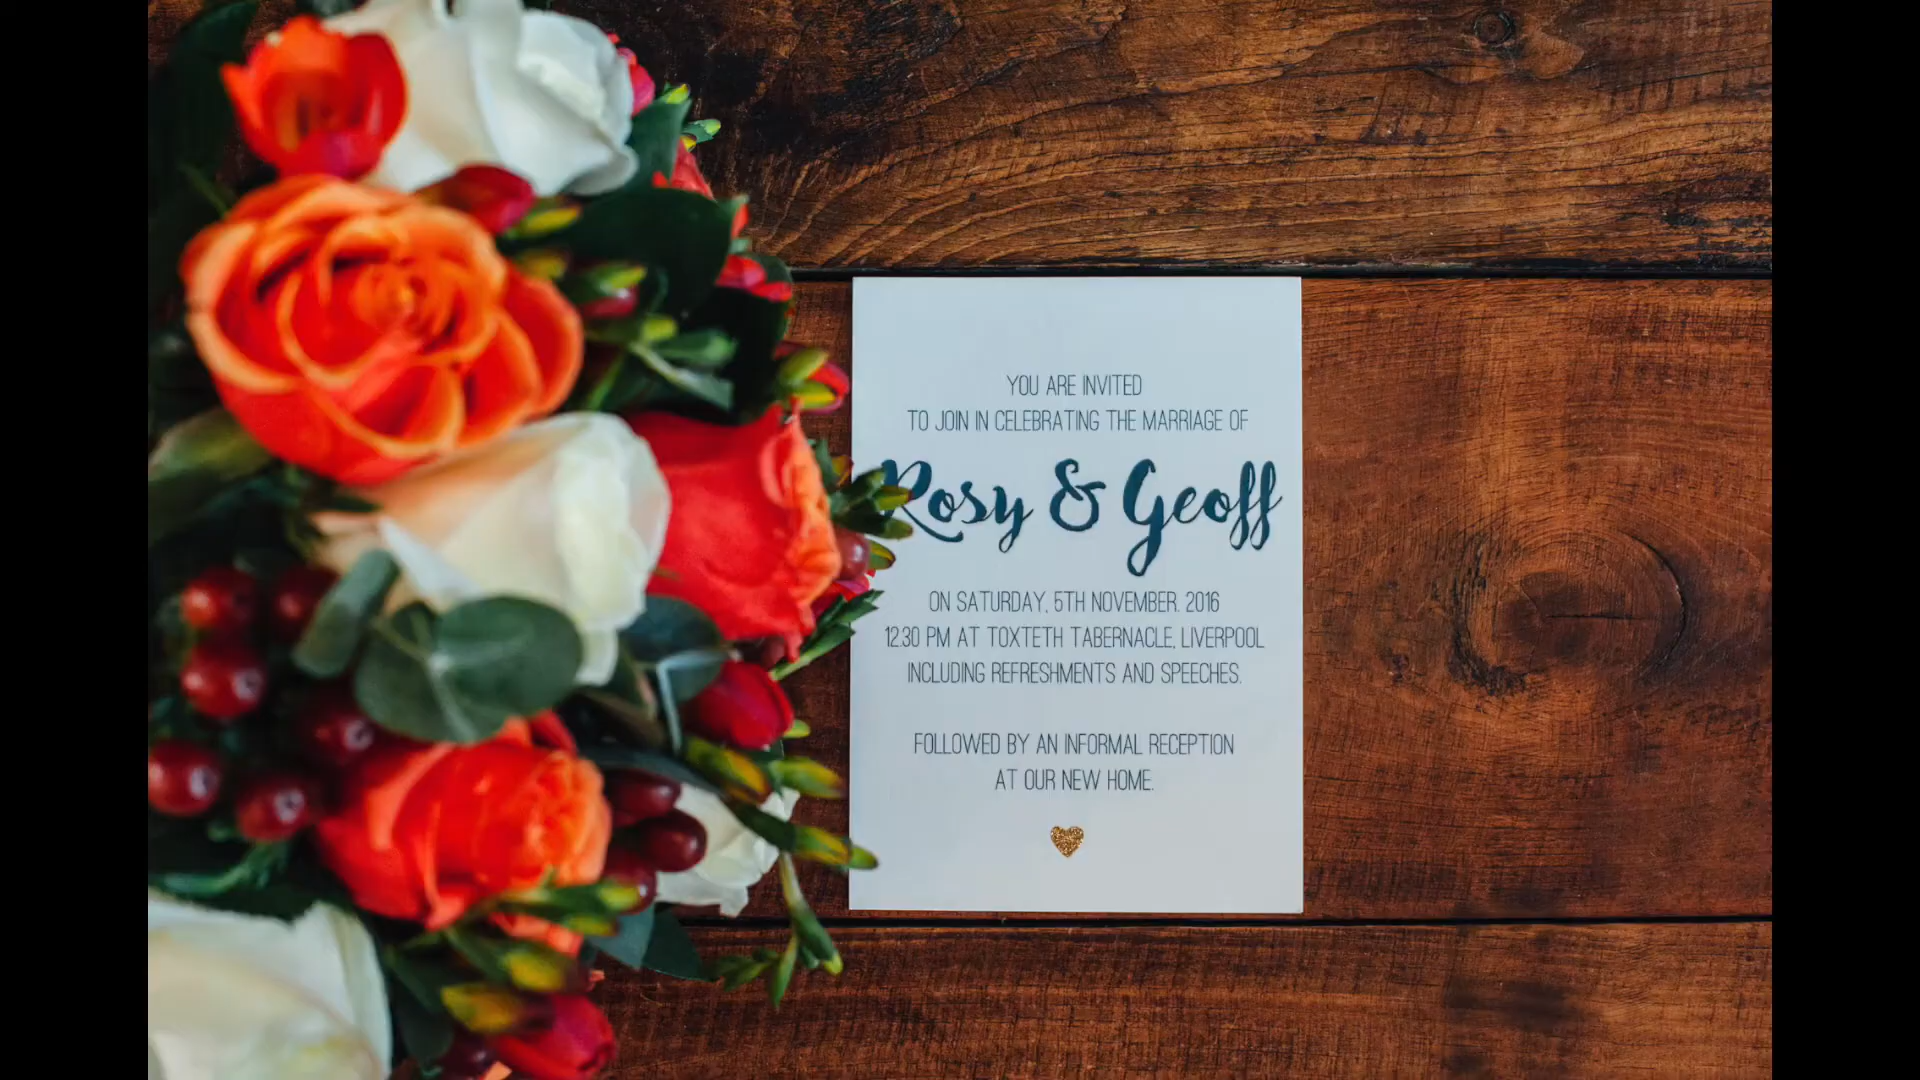 YOU ARE INVITED
TO JOIN IN CELEBRATING THE MARRIAGE OF
Rosy & Geoff
ON SATURDAY, 5TH NOVEMBER. 2016
12.30 PM AT TOXTETH TABERNACLE, LIVERPOOL
INCLUDING REFRESHMENTS AND SPEECHES.
FOLLOWED BY AN INFORMAL RECEPTION
AT OUR NEW HOME.